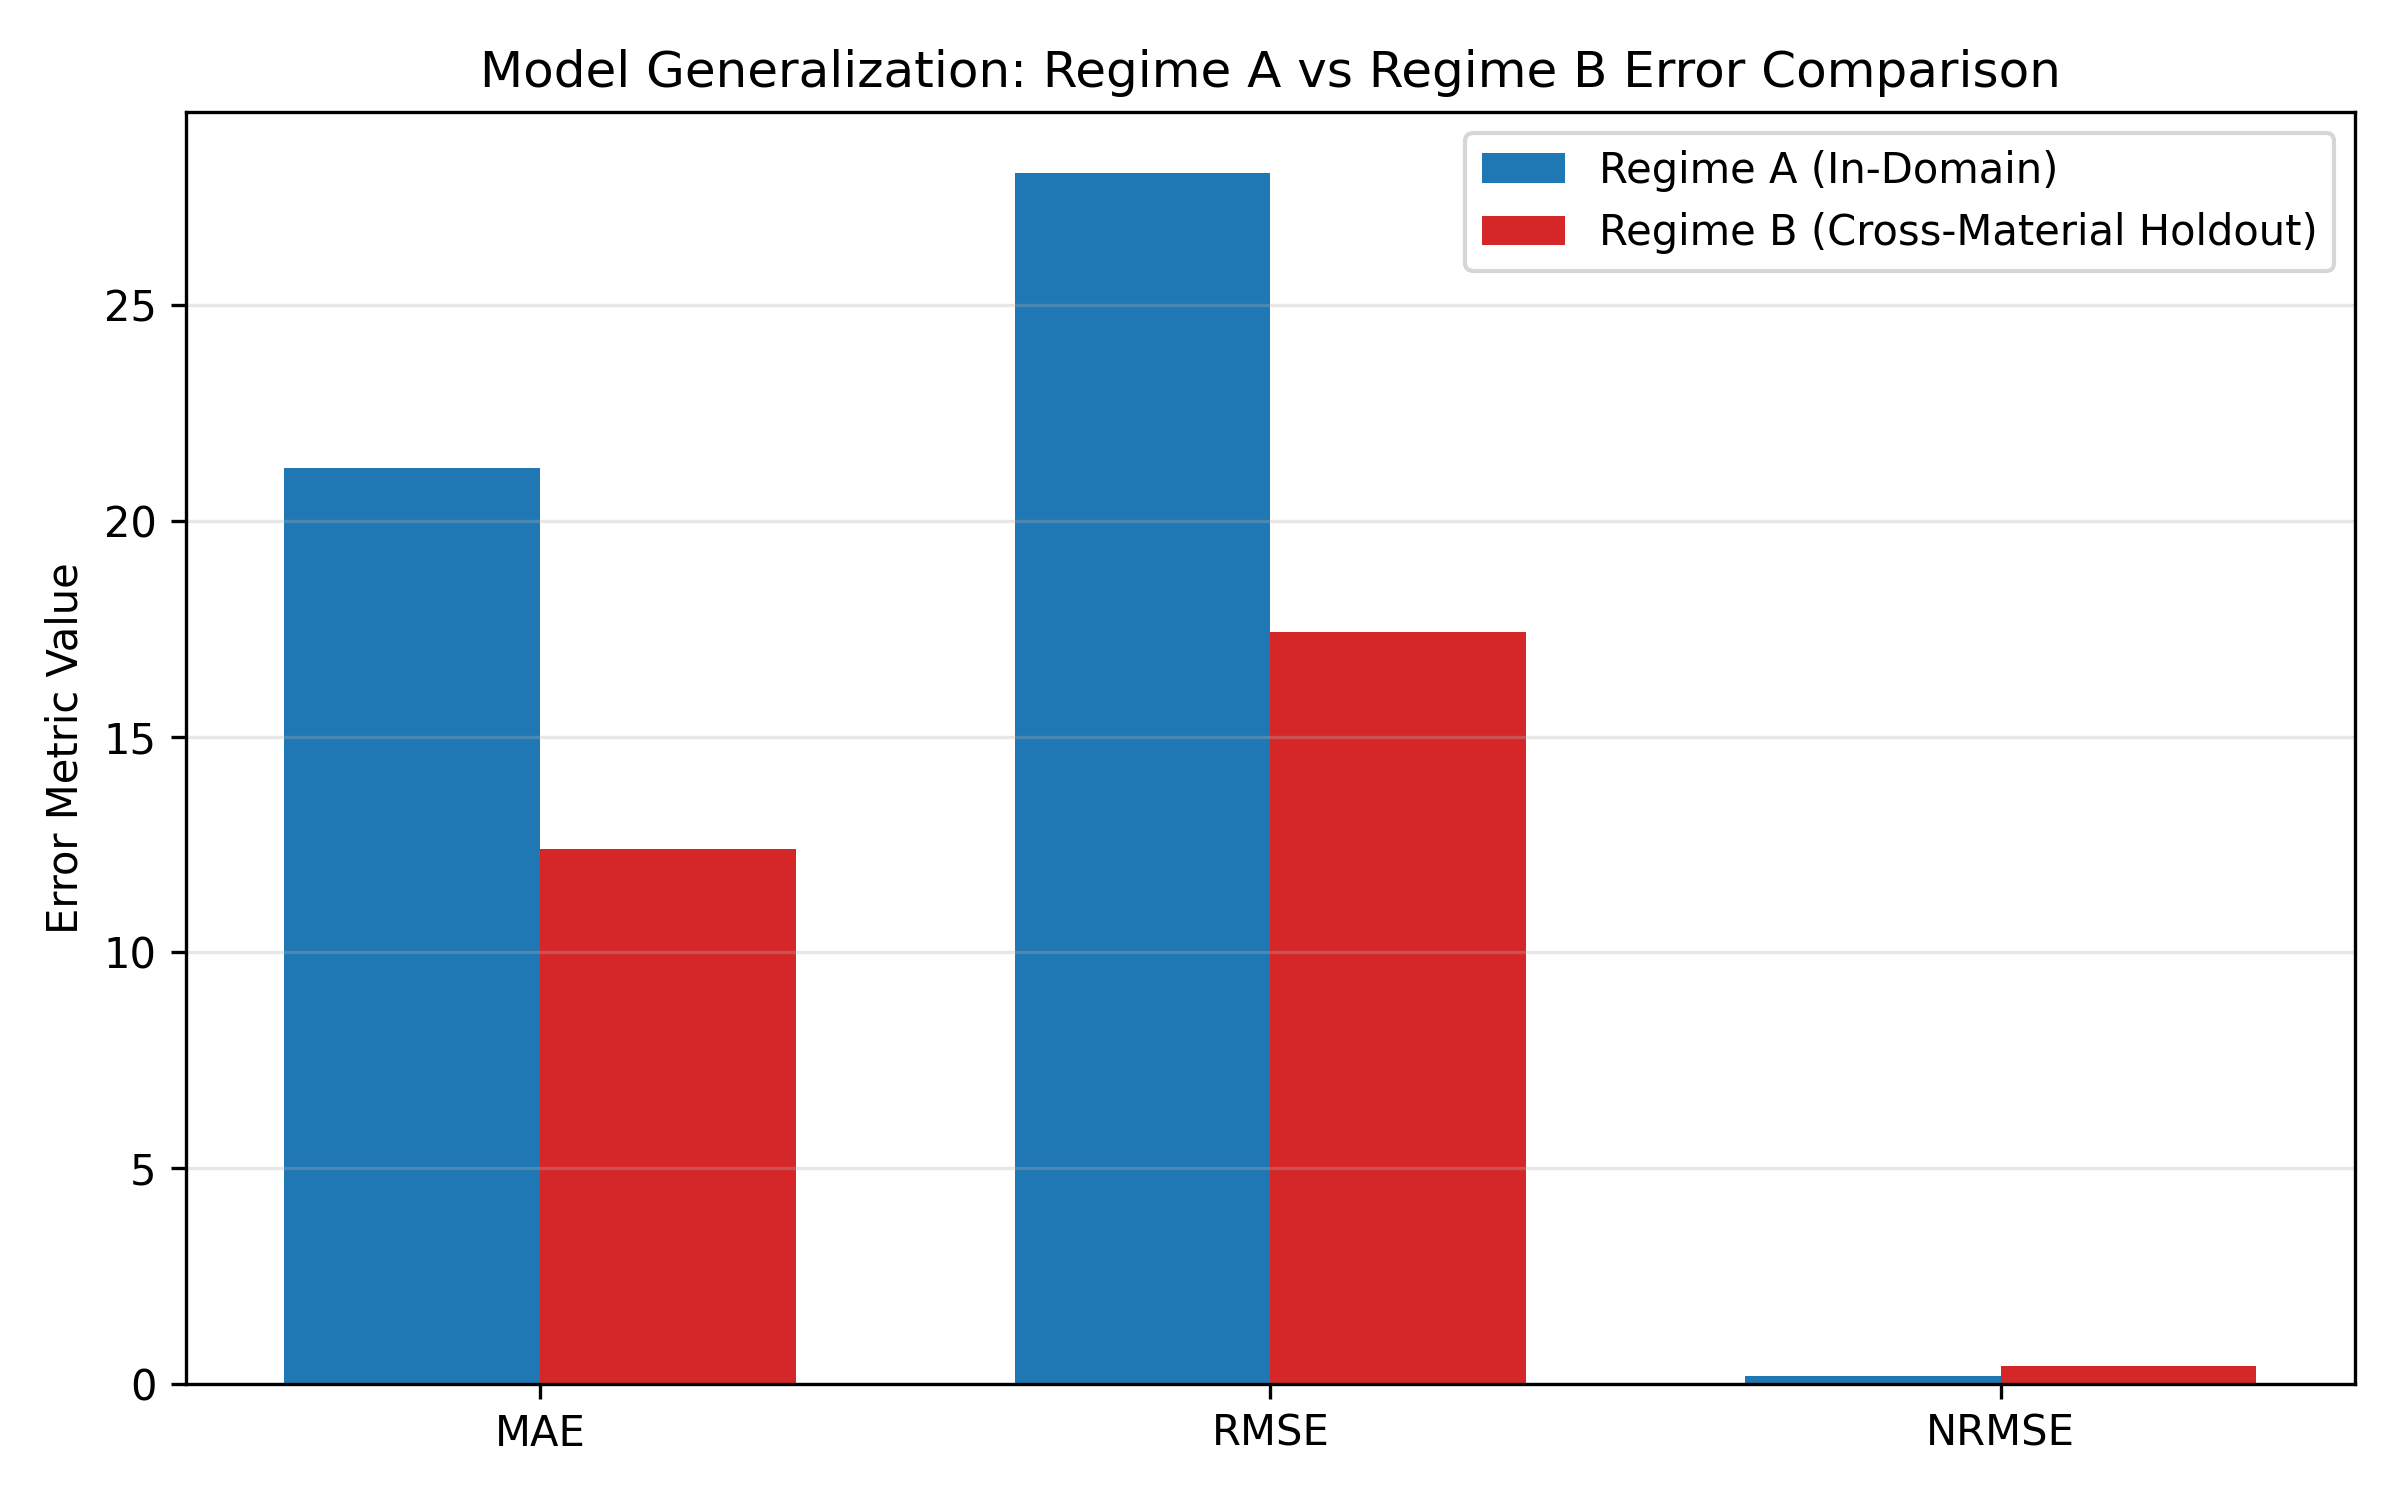 Model Generalization: Regime A vs Regime B Error Comparison
Regime A (In-Domain)
Regime B (Cross-Material Holdout)
Error Metric Value
25
20
15
10
5
0
MAE
RMSE
NRMSE